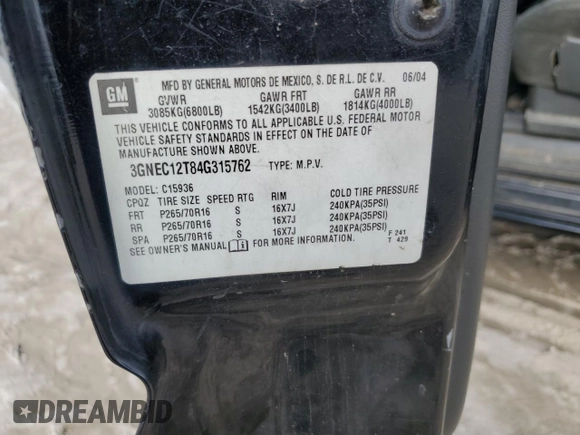 GM
MFD BY GENERAL MOTORS DE MEXICO, S. DE R.L. DE C.V. 06/04
GVWR GAWR FRT GAWR RR
3085KG(6800LB) 1542KG(3400LB) 1814KG(4000LB)
THIS VEHICLE CONFORMS TO ALL APPLICABLE U.S. FEDERAL MOTOR
VEHICLE SAFETY STANDARDS IN EFFECT ON THE DATE OF
MANUFACTURE SHOWN ABOVE.
3GNEC12T84G315762 TYPE: M.P.V.
MODEL: C15936
CPQZ TIRE SIZE SPEED RTG RIM COLD TIRE PRESSURE
FRT P265/70R16 S 16X7J 240KPA(35PSI)
RR P265/70R16 S 16X7J 240KPA(35PSI)
SPA P265/70R16 S 16X7J 240KPA(35PSI)
SEE OWNER'S MANUAL FOR MORE INFORMATION.
F 241
T 429
DREAMBID